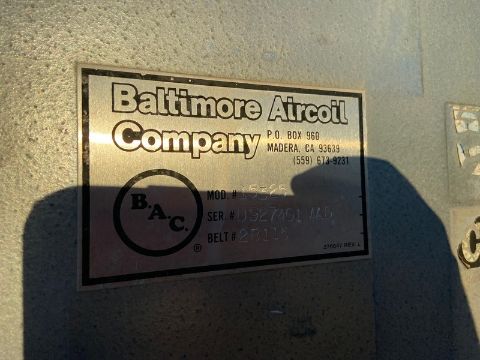 Baltimore Aircoil
Company
P.O. BOX 960
MADERA, CA 93639
(559) 673-9231
B.A.C.
®
MOD. #
SER. #
BELT #